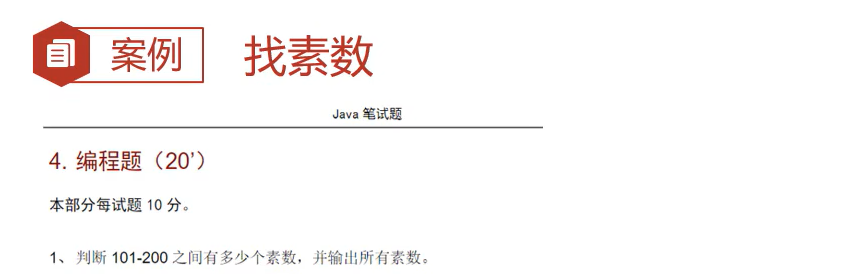 案例 找素数
Java 笔试题
4. 编程题（20'）
本部分每试题 10 分。
1、 判断 101-200 之间有多少个素数，并输出所有素数。